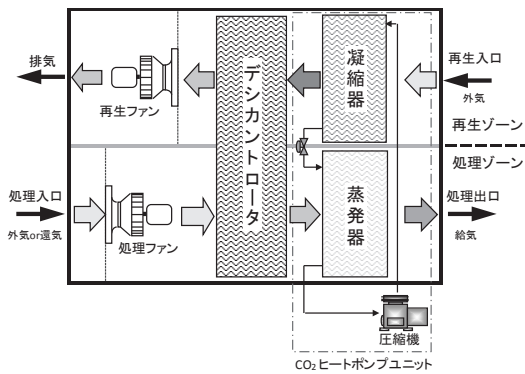 排気
再生ファン
デシカントロータ
凝縮器
再生入口
外気
再生ゾーン
処理ゾーン
処理入口
外気or還気
処理ファン
蒸発器
処理出口
給気
圧縮機
CO₂ ヒートポンプユニット